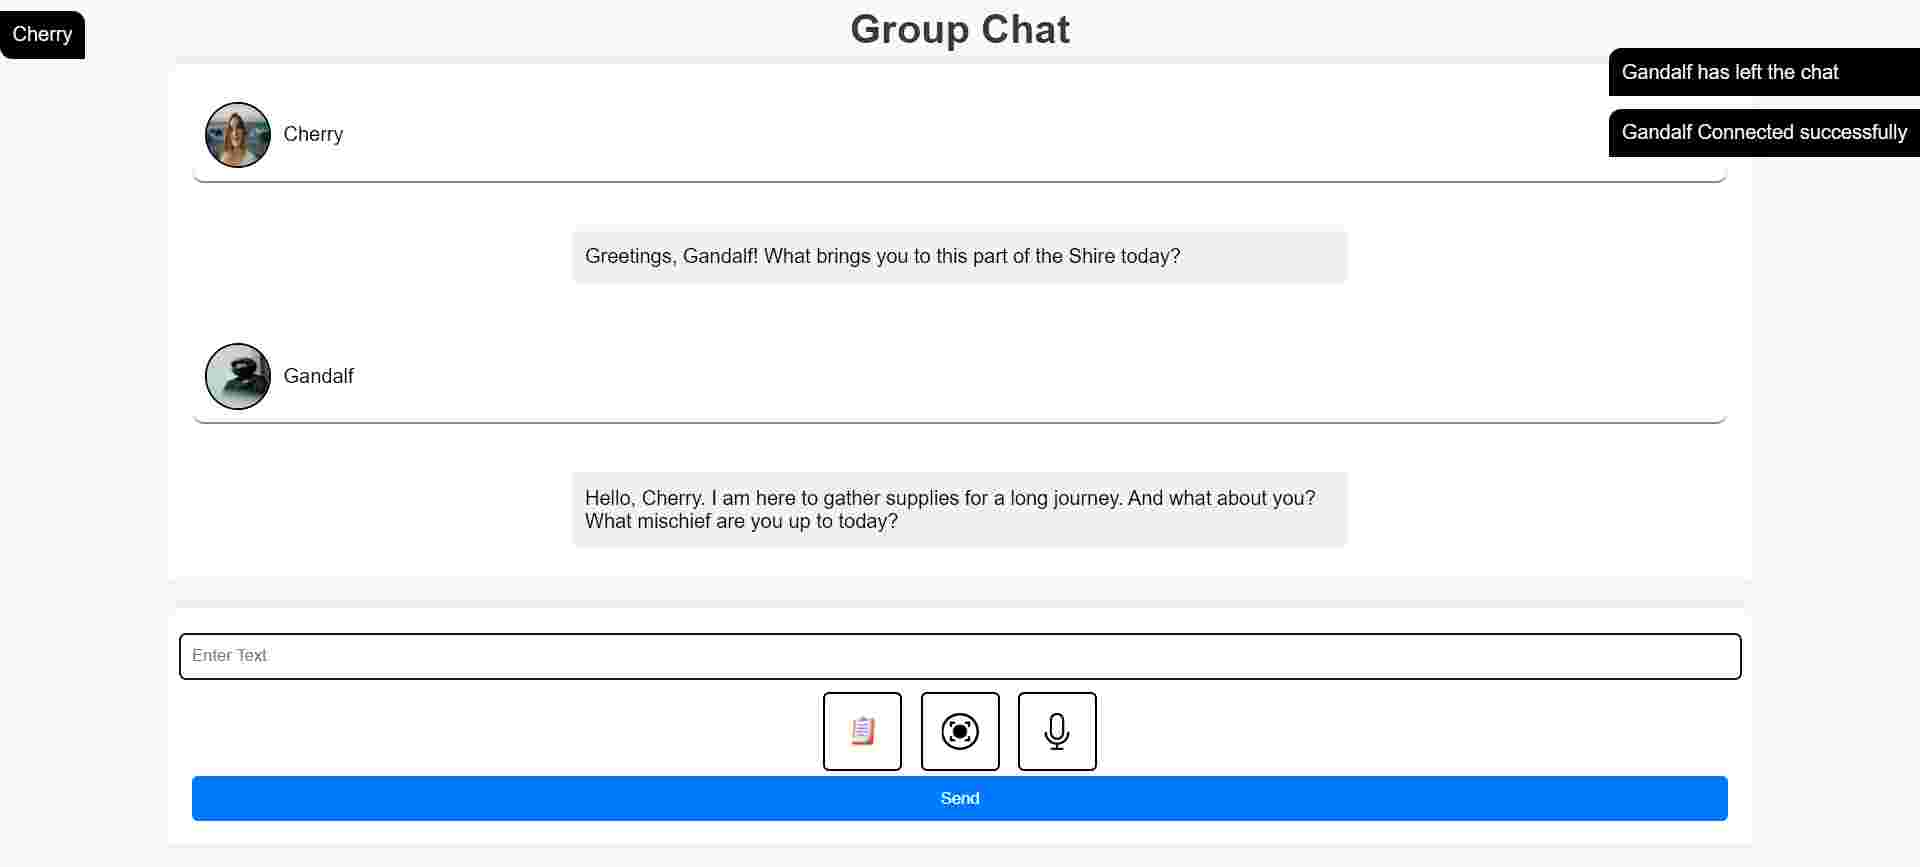 Cherry
Group Chat
Gandalf has left the chat
Gandalf Connected successfully
Cherry
Greetings, Gandalf! What brings you to this part of the Shire today?
Gandalf
Hello, Cherry. I am here to gather supplies for a long journey. And what about you?
What mischief are you up to today?
Enter Text
Send